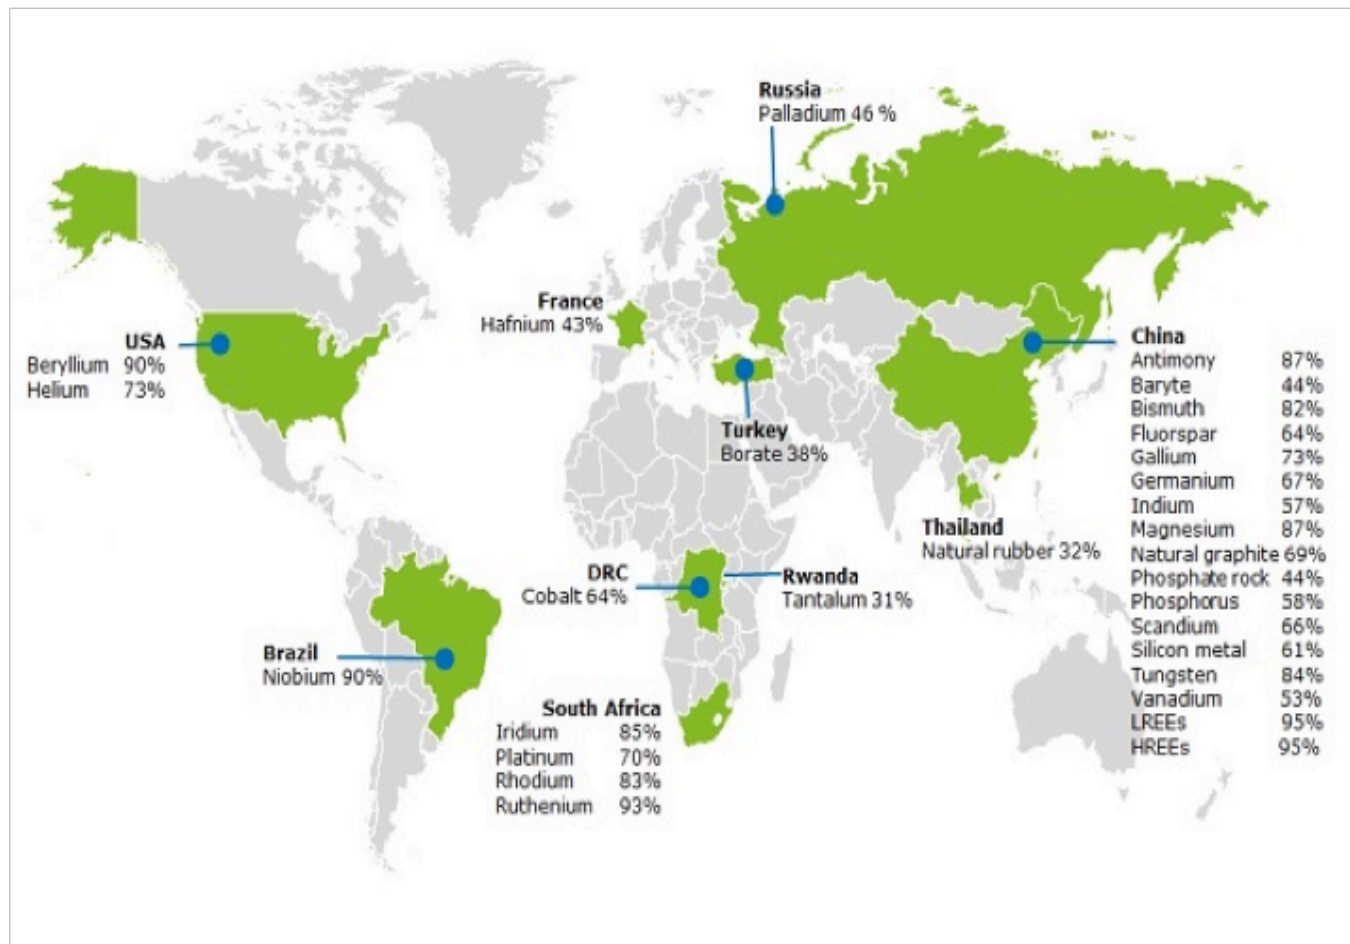 Russia
Palladium 46 %
France
Hafnium 43%
USA
Beryllium 90%
Helium 73%
Turkey
Borate 38%
China
Antimony 87%
Baryte 44%
Bismuth 82%
Fluorspar 64%
Gallium 73%
Germanium 67%
Indium 57%
Magnesium 87%
Natural graphite 69%
Phosphate rock 44%
Phosphorus 58%
Scandium 66%
Silicon metal 61%
Tungsten 84%
Vanadium 53%
LREEs 95%
HREEs 95%
Thailand
Natural rubber 32%
DRC
Cobalt 64%
Rwanda
Tantalum 31%
Brazil
Niobium 90%
South Africa
Iridium 85%
Platinum 70%
Rhodium 83%
Ruthenium 93%